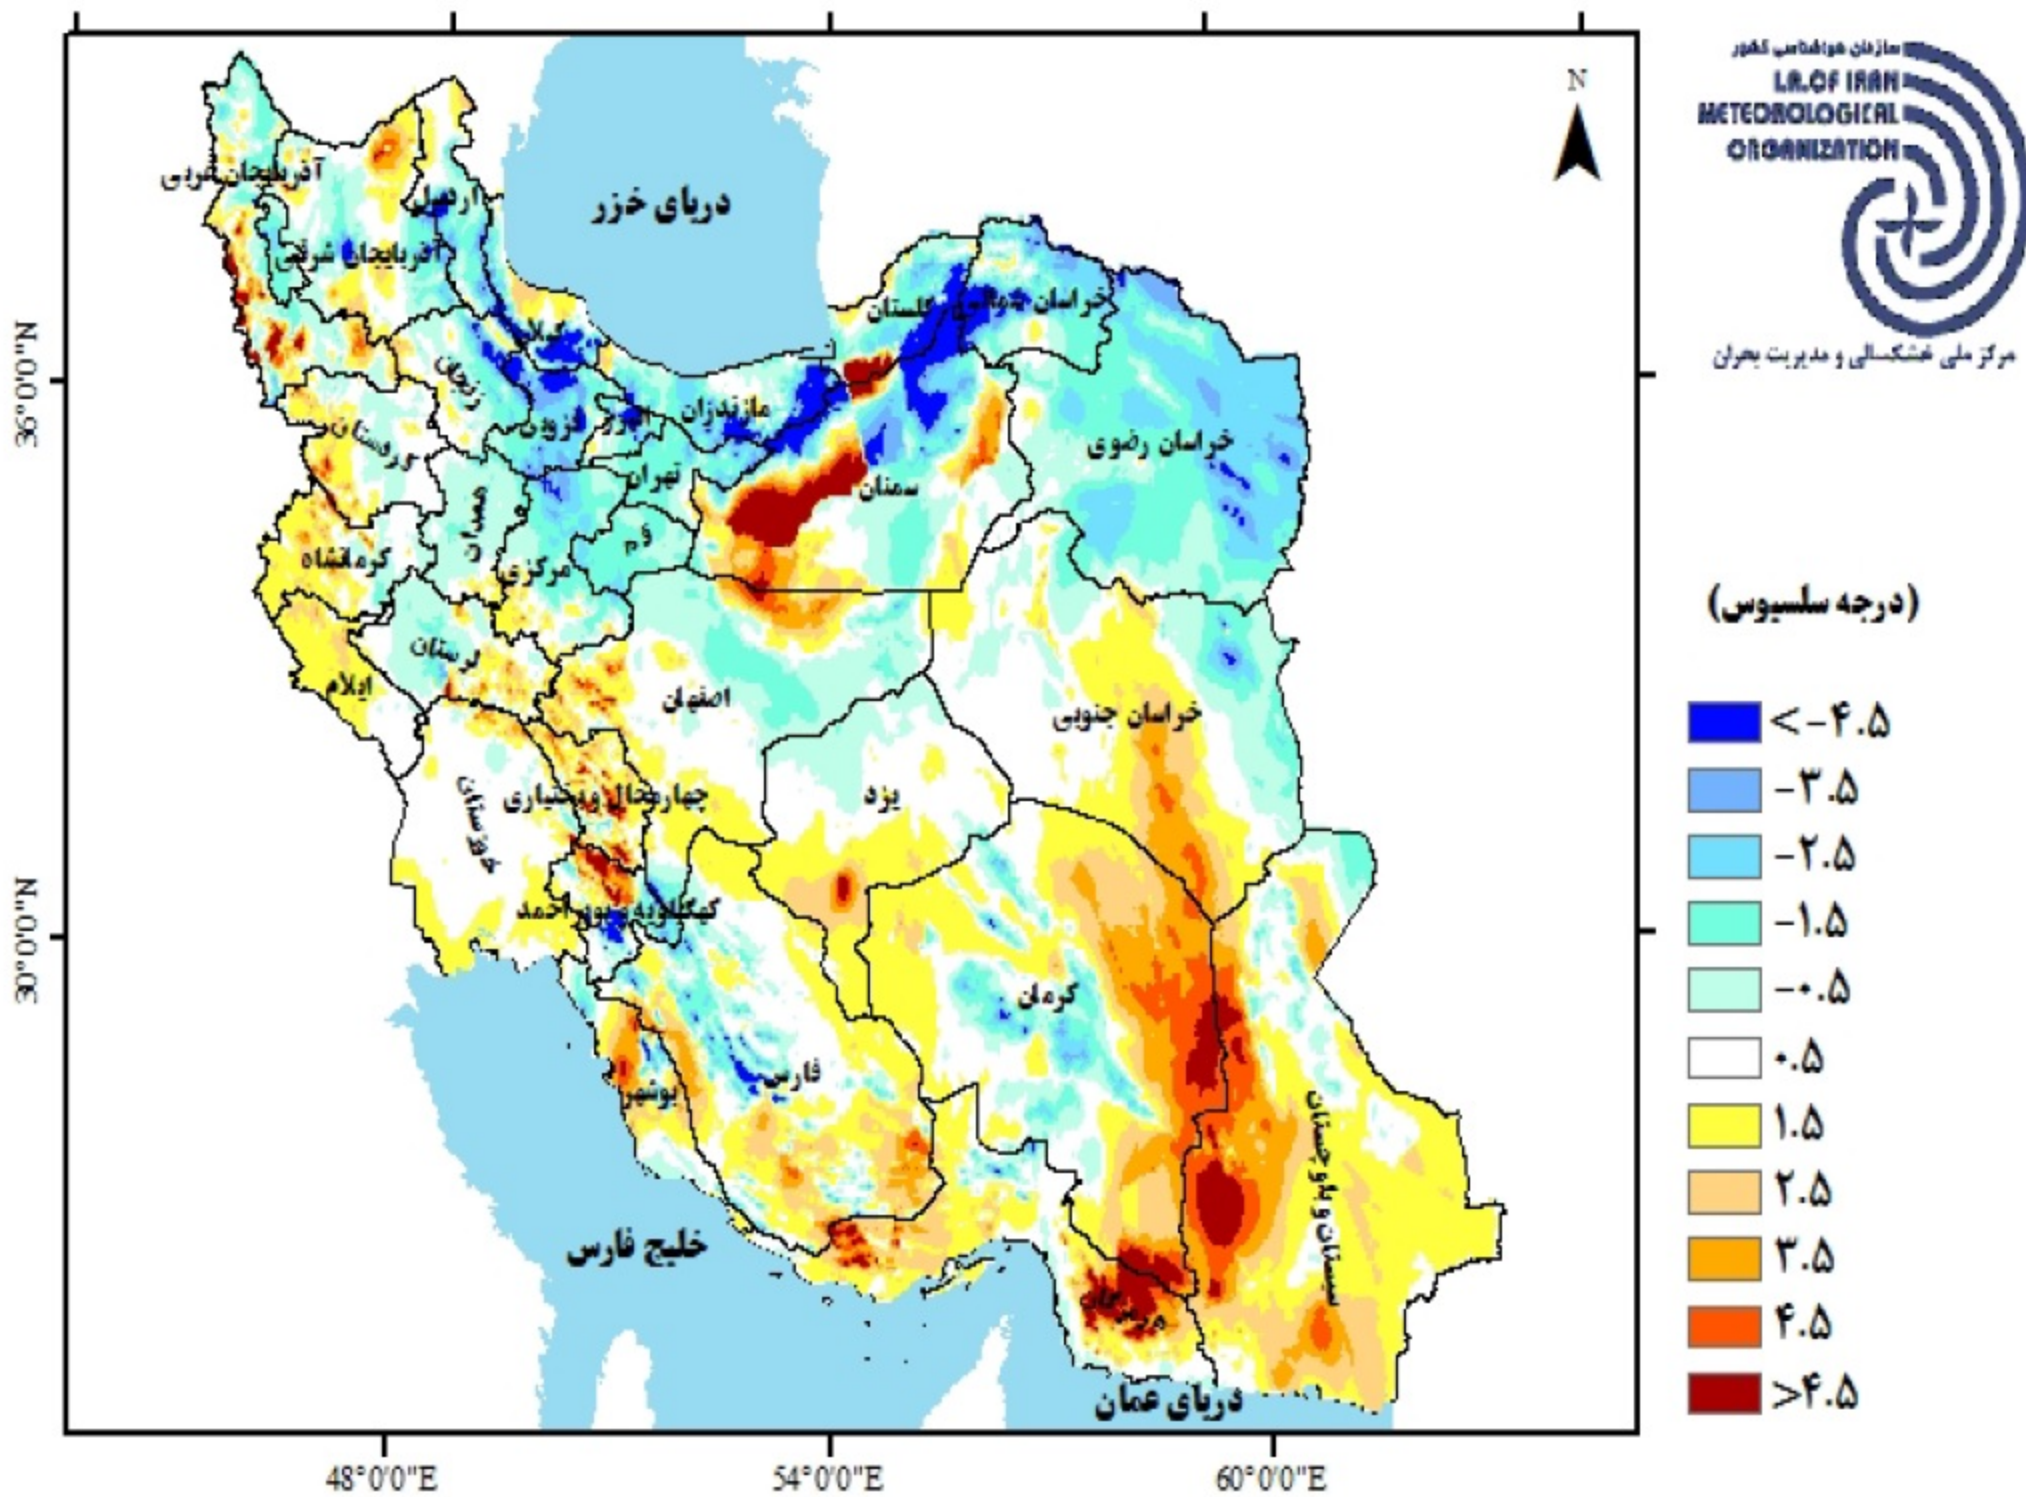 سازمان هواشناسی کشور
I.R.OF IRAN
METEOROLOGICAL
ORGANIZATION
مرکز ملی خشکسالی و مدیریت بحران
N
دریای خزر
آذربایجان غربی
اردبیل
آذربایجان شرقی
گیلان
گلستان
خراسان شمالی
زنجان
مازندران
قزوین
البرز
خراسان رضوی
کردستان
تهران
سمنان
همدان
قم
کرمانشاه
مرکزی
لرستان
ایلام
اصفهان
خراسان جنوبی
خوزستان
چهارمحال و بختیاری
یزد
کهکیلویه و بویر احمد
کرمان
فارس
بوشهر
سیستان و بلوچستان
خلیج فارس
هرمزگان
دریای عمان
36°0'0"N
30°0'0"N
48°0'0"E
54°0'0"E
60°0'0"E
(درجه سلسیوس)
<-۴.۵
-۳.۵
-۲.۵
-۱.۵
-۰.۵
۰.۵
۱.۵
۲.۵
۳.۵
۴.۵
>۴.۵